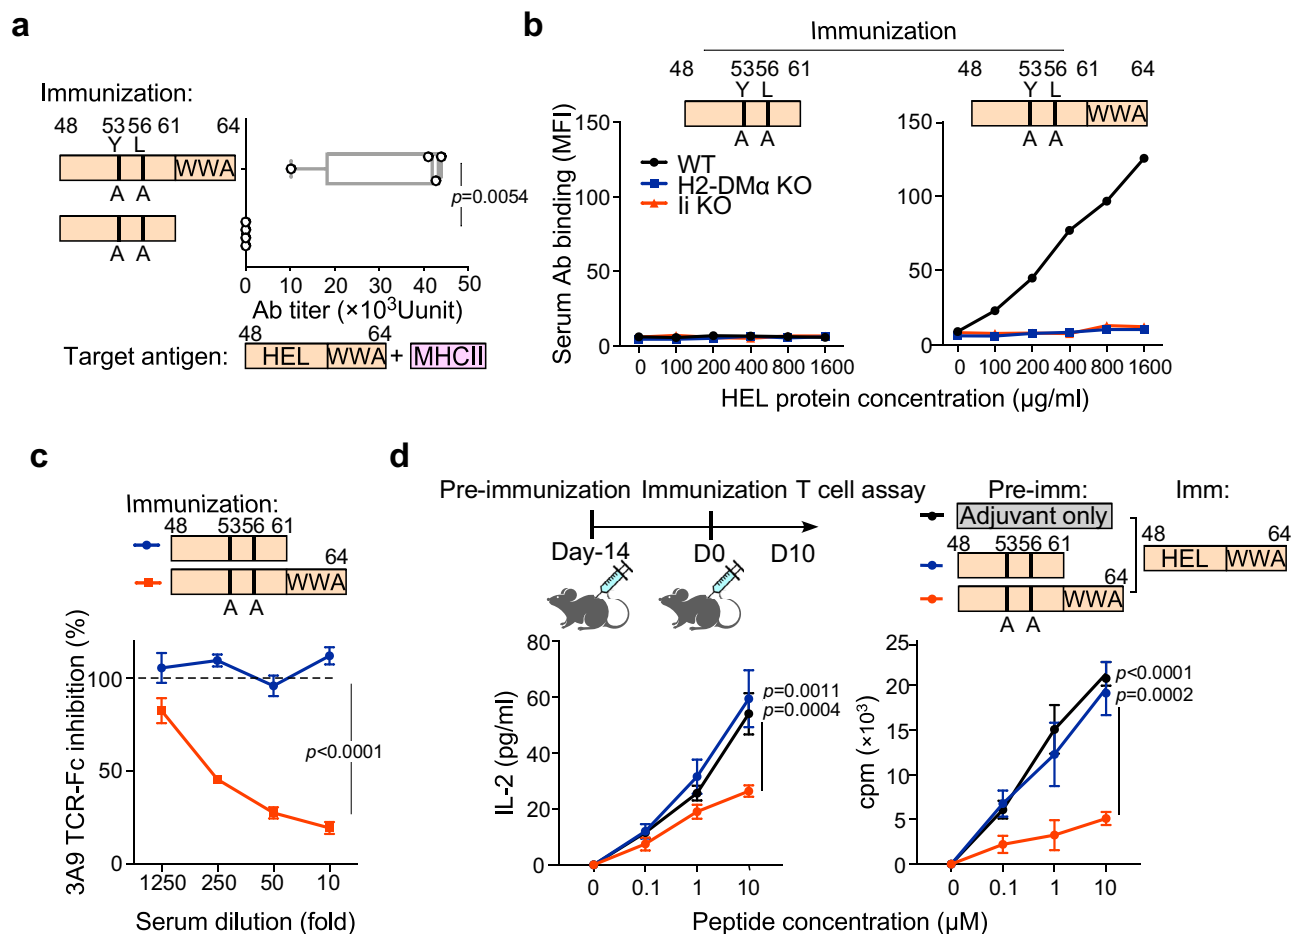 a
Immunization:
48 53 56 61 64
Y L
WWA
A A
A A
p=0.0054
0 10 20 30 40 50
Ab titer (×10³Uunit)
48 64
Target antigen: HEL WWA + MHCII
b
Immunization
48 53 56 61
Y L
A A
48 53 56 61 64
Y L
WWA
A A
Serum Ab binding (MFI)
150
100
50
0
WT
H2-DMα KO
Ii KO
0 100 200 400 800 1600
150
100
50
0
0 100 200 400 800 1600
HEL protein concentration (µg/ml)
c
Immunization:
48 53 56 61
64
WWA
A A
3A9 TCR-Fc inhibition (%)
100
50
0
p<0.0001
1250 250 50 10
Serum dilution (fold)
d
Pre-immunization Immunization T cell assay
Day-14 D0 D10
Pre-imm: Imm:
Adjuvant only
48 53 56 61
64
WWA
A A
48 64
HEL WWA
IL-2 (pg/ml)
80
60
40
20
0
p=0.0011
p=0.0004
0 0.1 1 10
cpm (×10³)
25
20
15
10
5
0
p<0.0001
p=0.0002
0 0.1 1 10
Peptide concentration (µM)